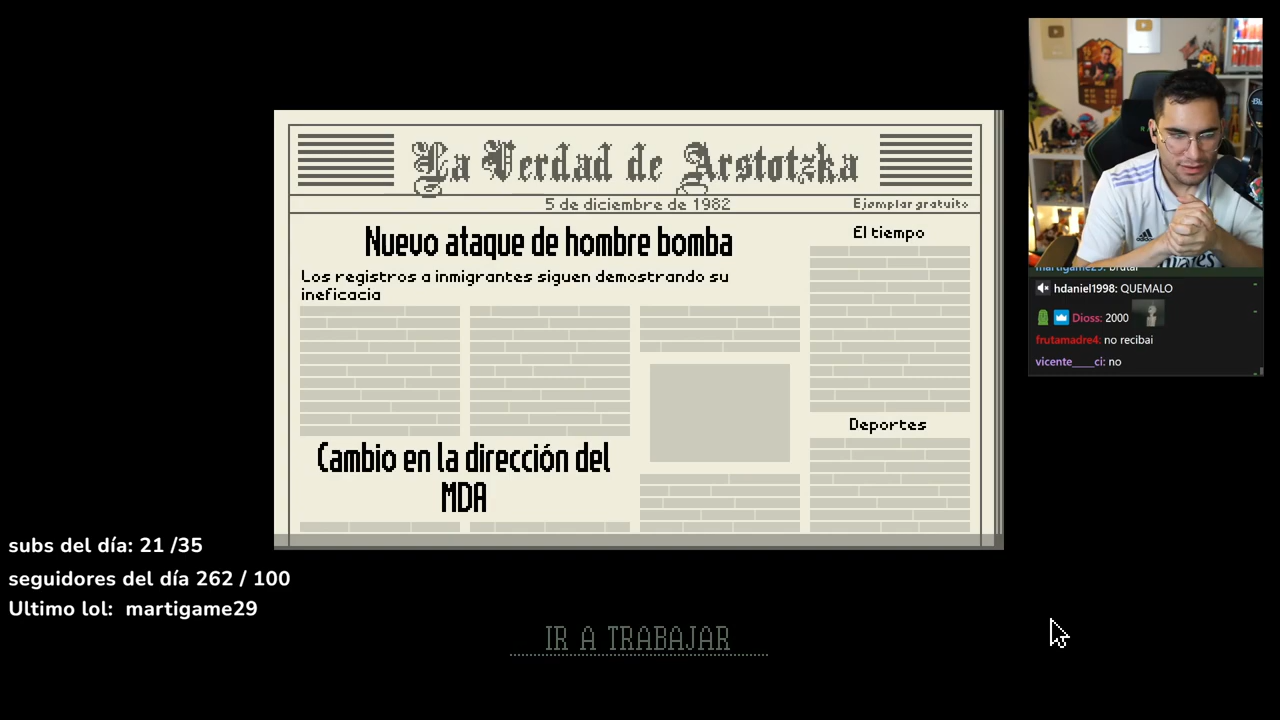 La Verdad de Arstotzka
5 de diciembre de 1982
Ejemplar gratuito
Nuevo ataque de hombre bomba
Los registros a inmigrantes siguen demostrando su
ineficacia
Cambio en la dirección del
MDA
El tiempo
Deportes
IR A TRABAJAR
subs del día: 21 /35
seguidores del día 262 / 100
Ultimo lol: martigame29
martigame29: brutal
hdaniel1998: QUEMALO
Dioss: 2000
frutamadre4: no recibai
vicente____ci: no